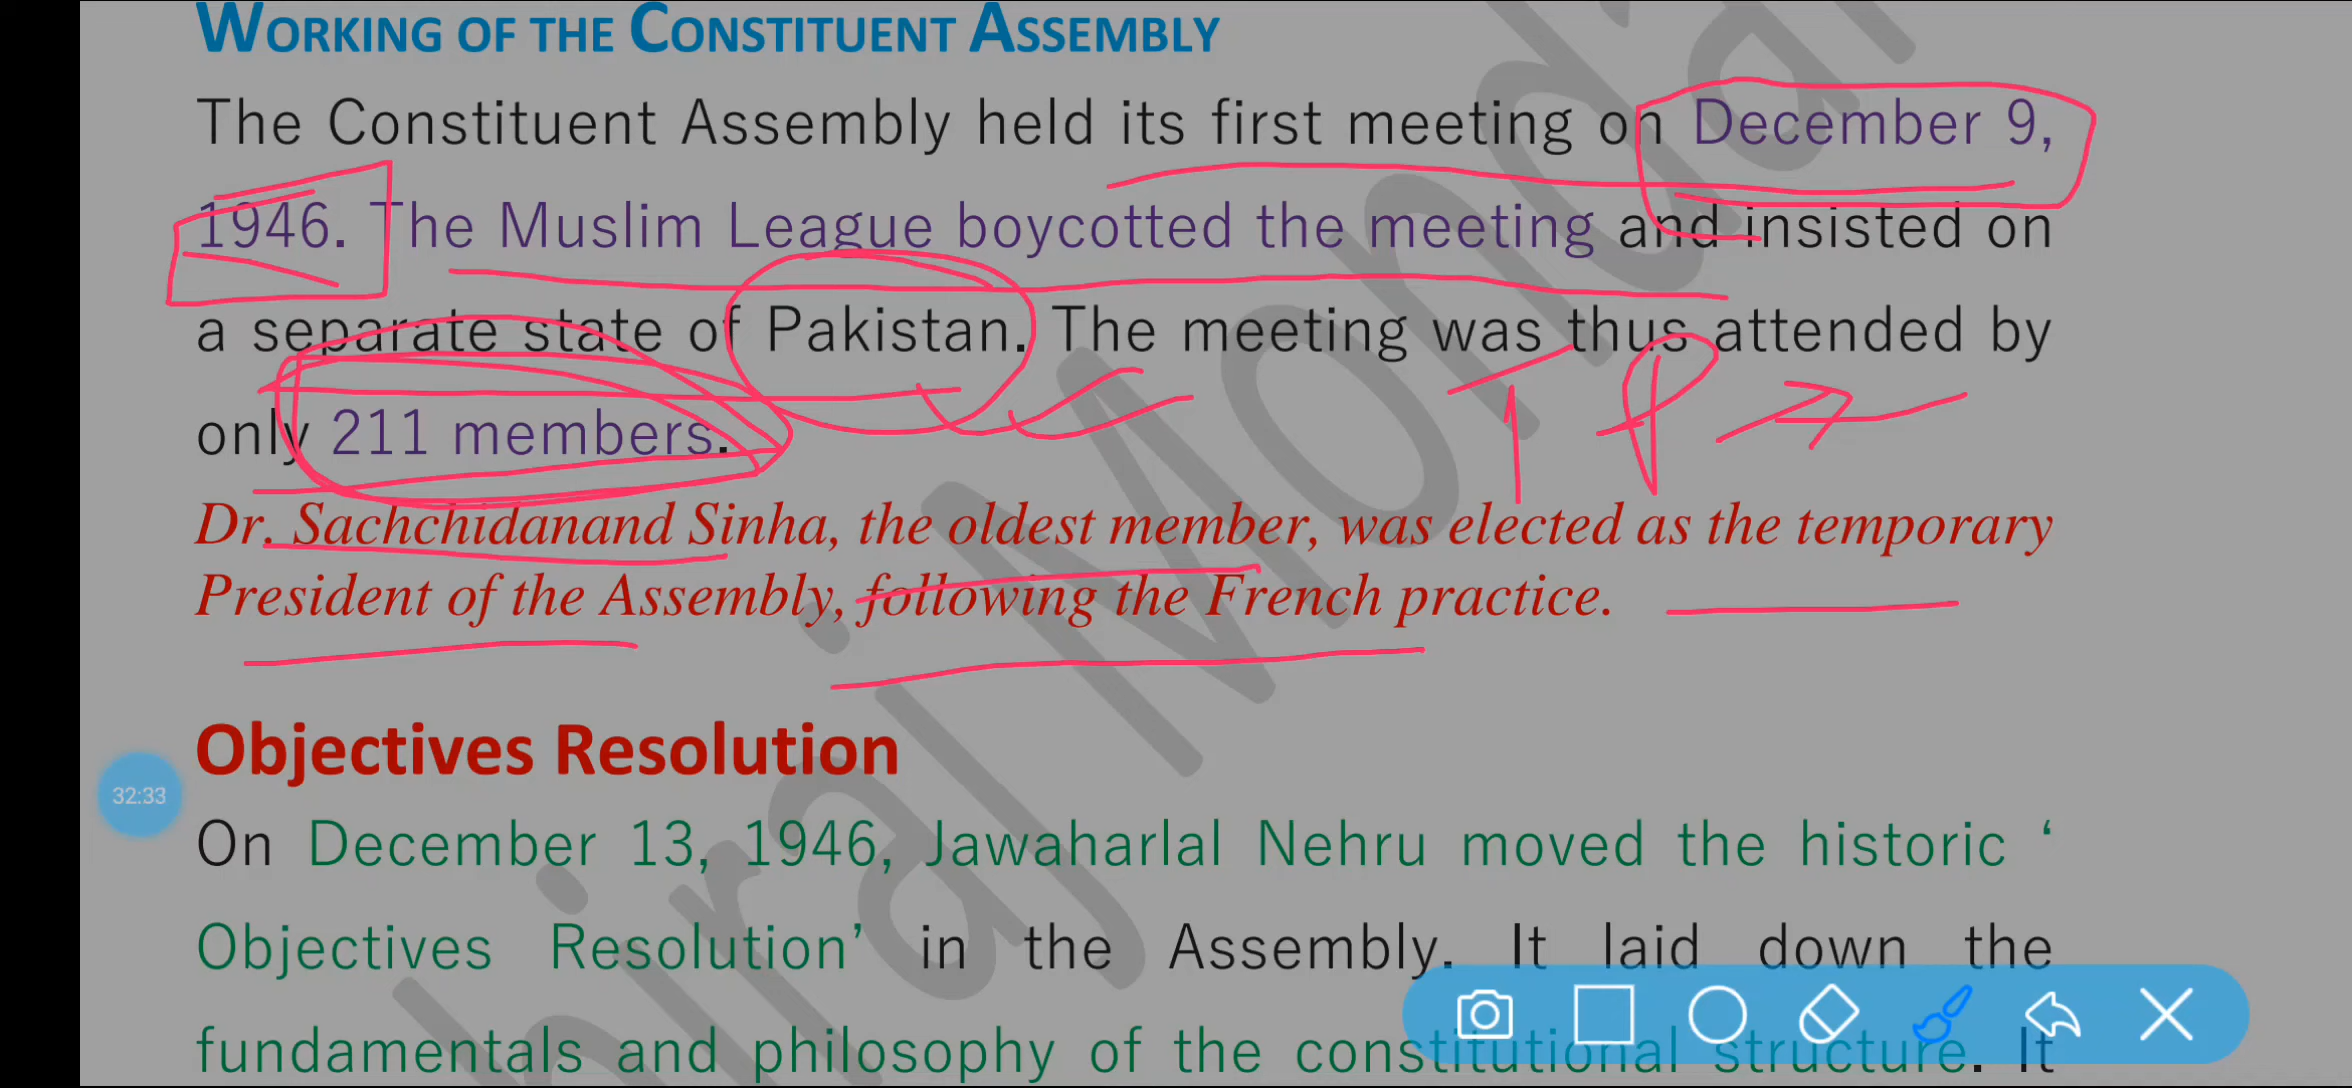 WORKING OF THE CONSTITUENT ASSEMBLY
The Constituent Assembly held its first meeting on December 9,
1946. The Muslim League boycotted the meeting and insisted on
a separate state of Pakistan. The meeting was thus attended by
only 211 members.
Dr. Sachchidanand Sinha, the oldest member, was elected as the temporary
President of the Assembly, following the French practice.
Objectives Resolution
32:33
On December 13, 1946, Jawaharlal Nehru moved the historic ‘
Objectives Resolution’ in the Assembly. It laid down the
fundamentals and philosophy of the constitutional structure. It